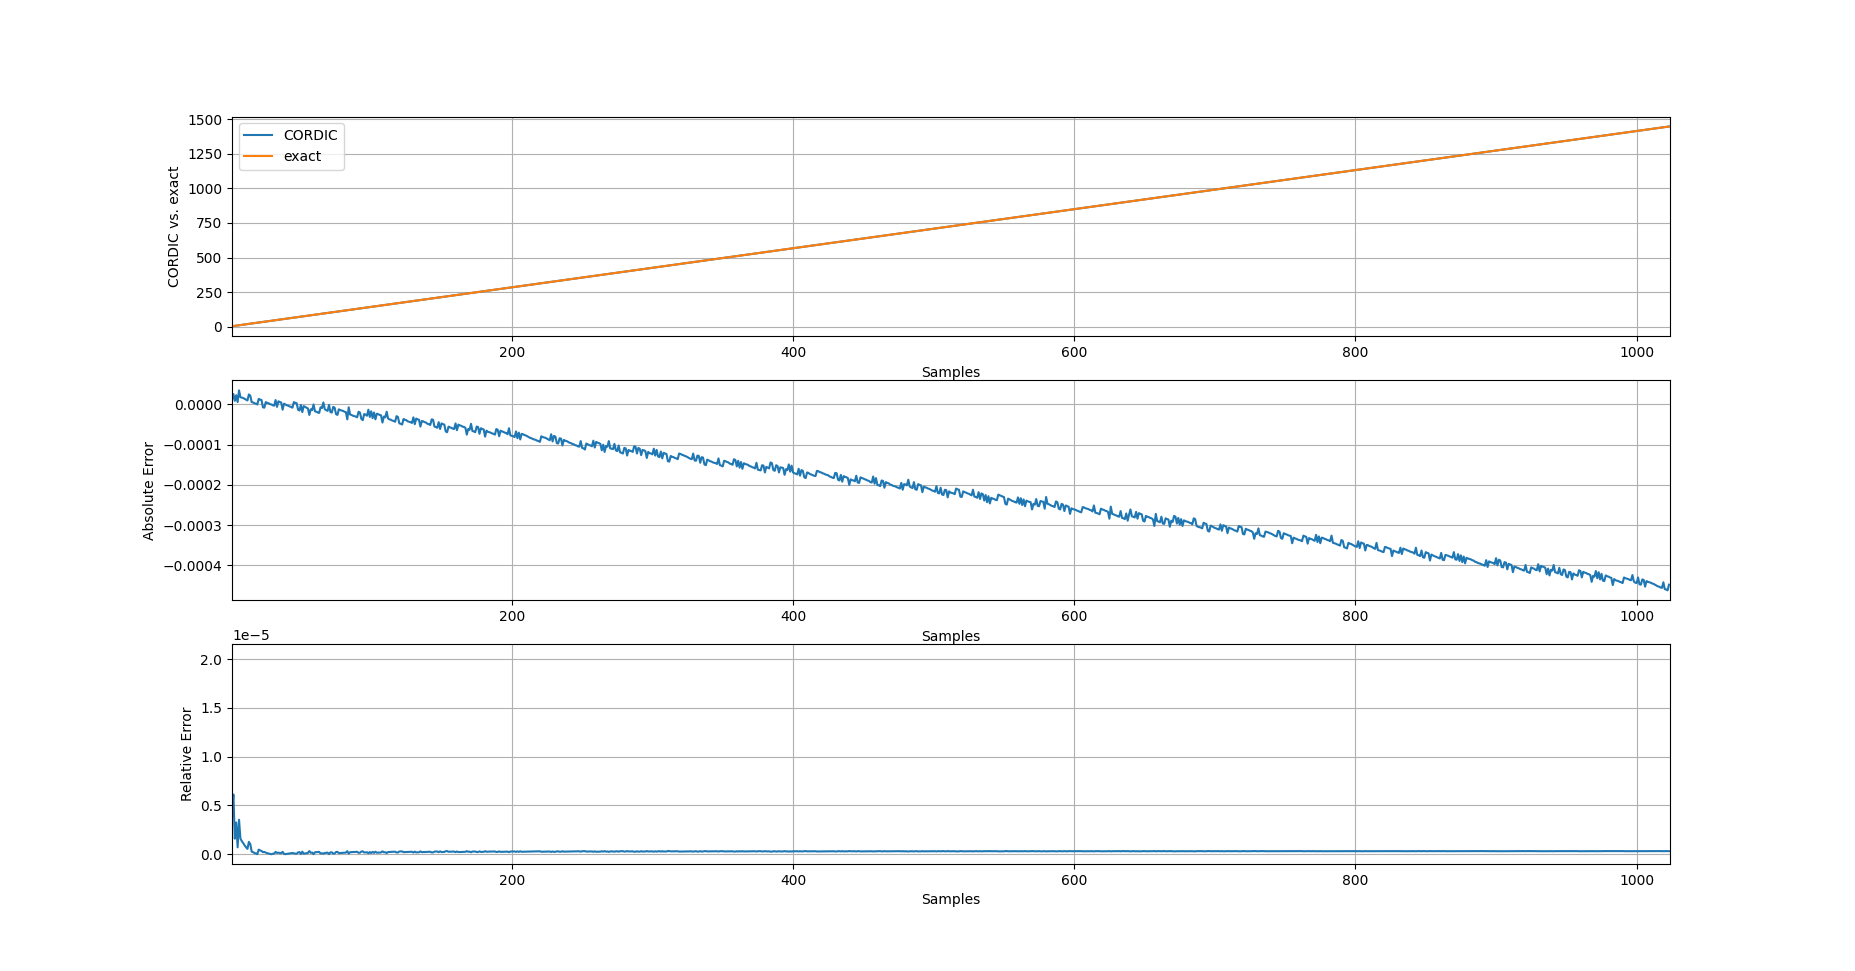 1500
1250
1000
750
500
250
0
CORDIC vs. exact
CORDIC
exact
200 400 600 800 1000
Samples
0.0000
−0.0001
−0.0002
−0.0003
−0.0004
Absolute Error
200 400 600 800 1000
Samples
1e−5
2.0
1.5
1.0
0.5
0.0
Relative Error
200 400 600 800 1000
Samples